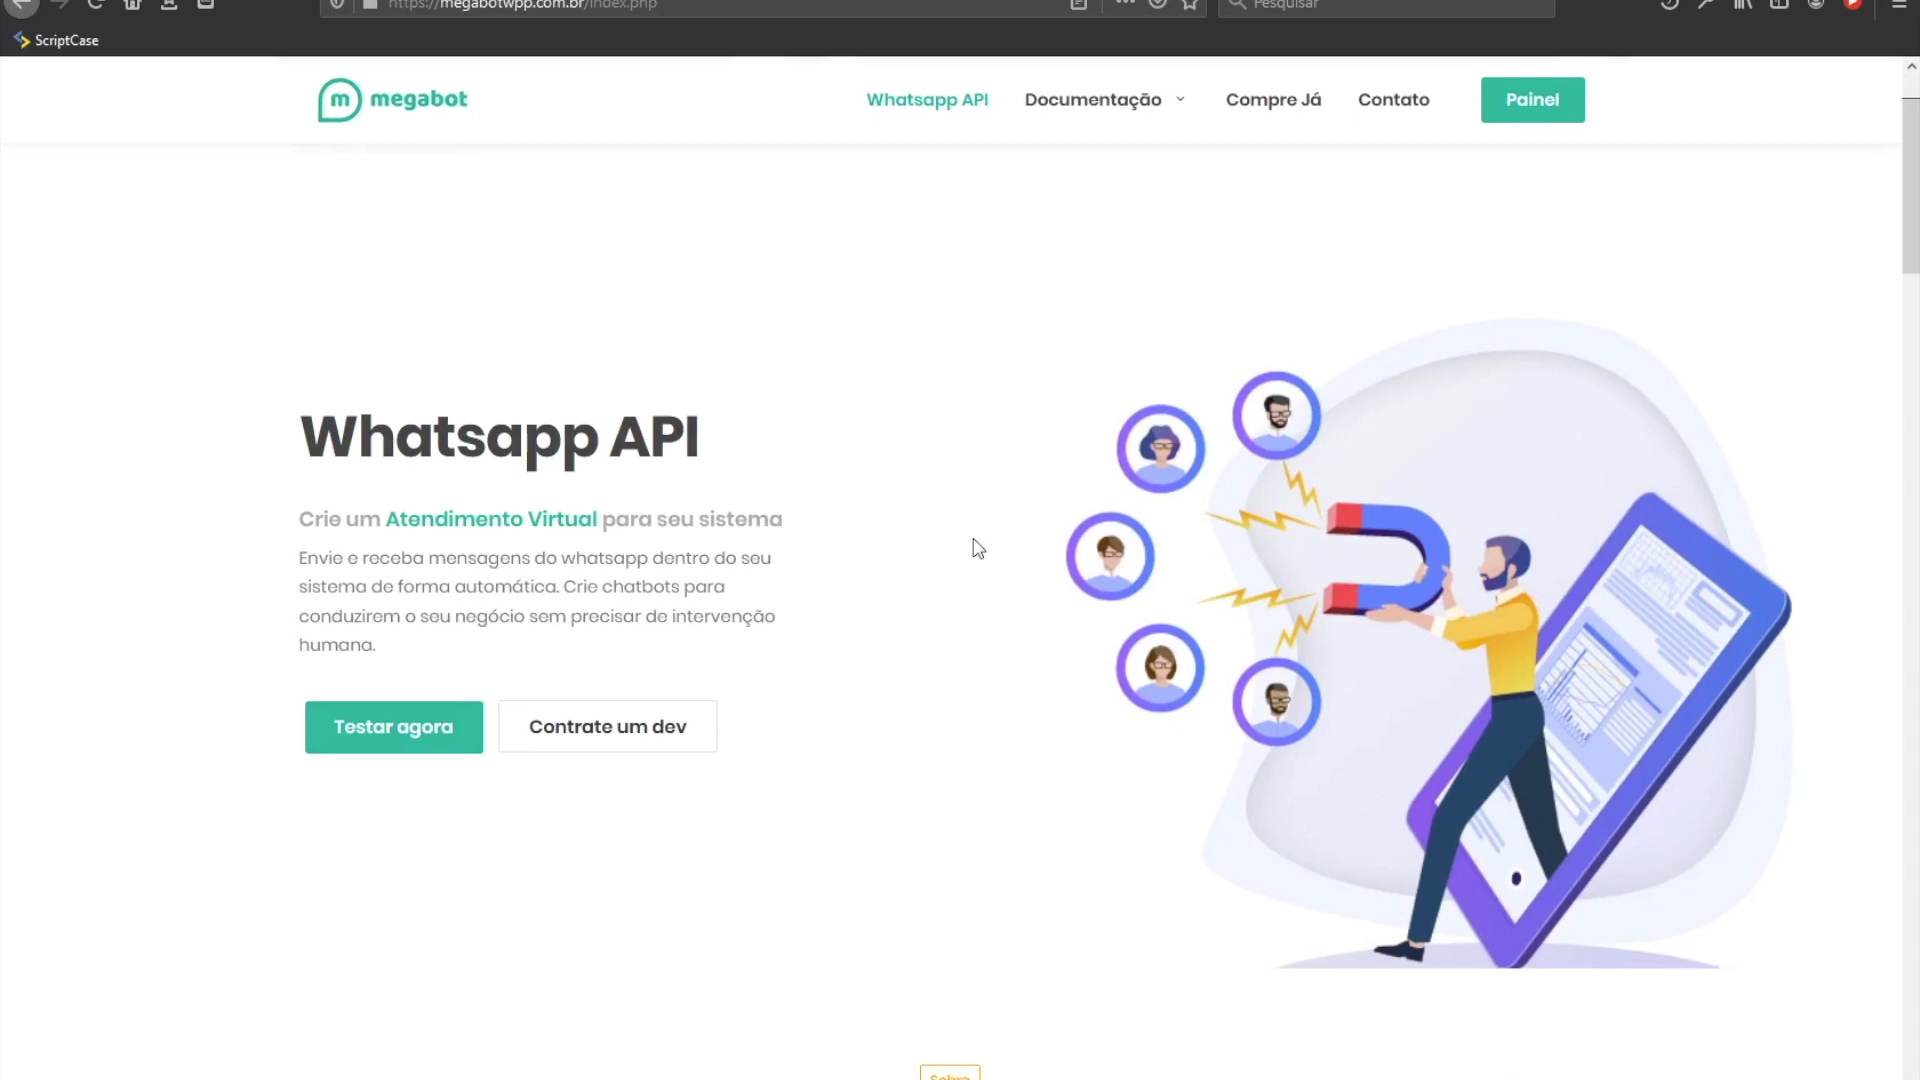 https://megabotwpp.com.br/index.php
Pesquisar
ScriptCase
m megabot
Whatsapp API
Documentação
Compre Já
Contato
Painel
Whatsapp API
Crie um Atendimento Virtual para seu sistema
Envie e receba mensagens do whatsapp dentro do seu
sistema de forma automática. Crie chatbots para
conduzirem o seu negócio sem precisar de intervenção
humana.
Testar agora
Contrate um dev
Sobre